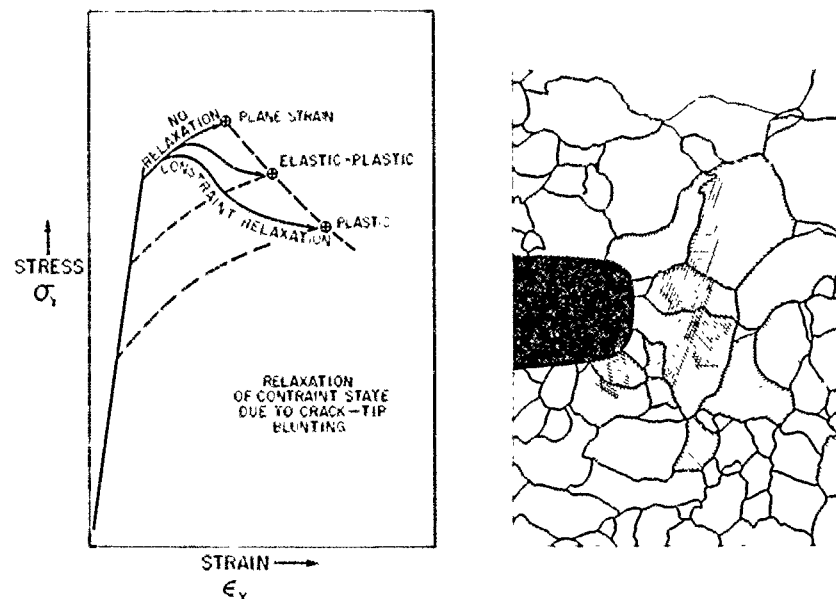 NO
RELAXATION
PLANE STRAIN
ELASTIC-PLASTIC
CONSTRAINT RELAXATION
PLASTIC
STRESS
RELAXATION
OF CONTRAINT STATE
DUE TO CRACK-TIP
BLUNTING
STRAIN